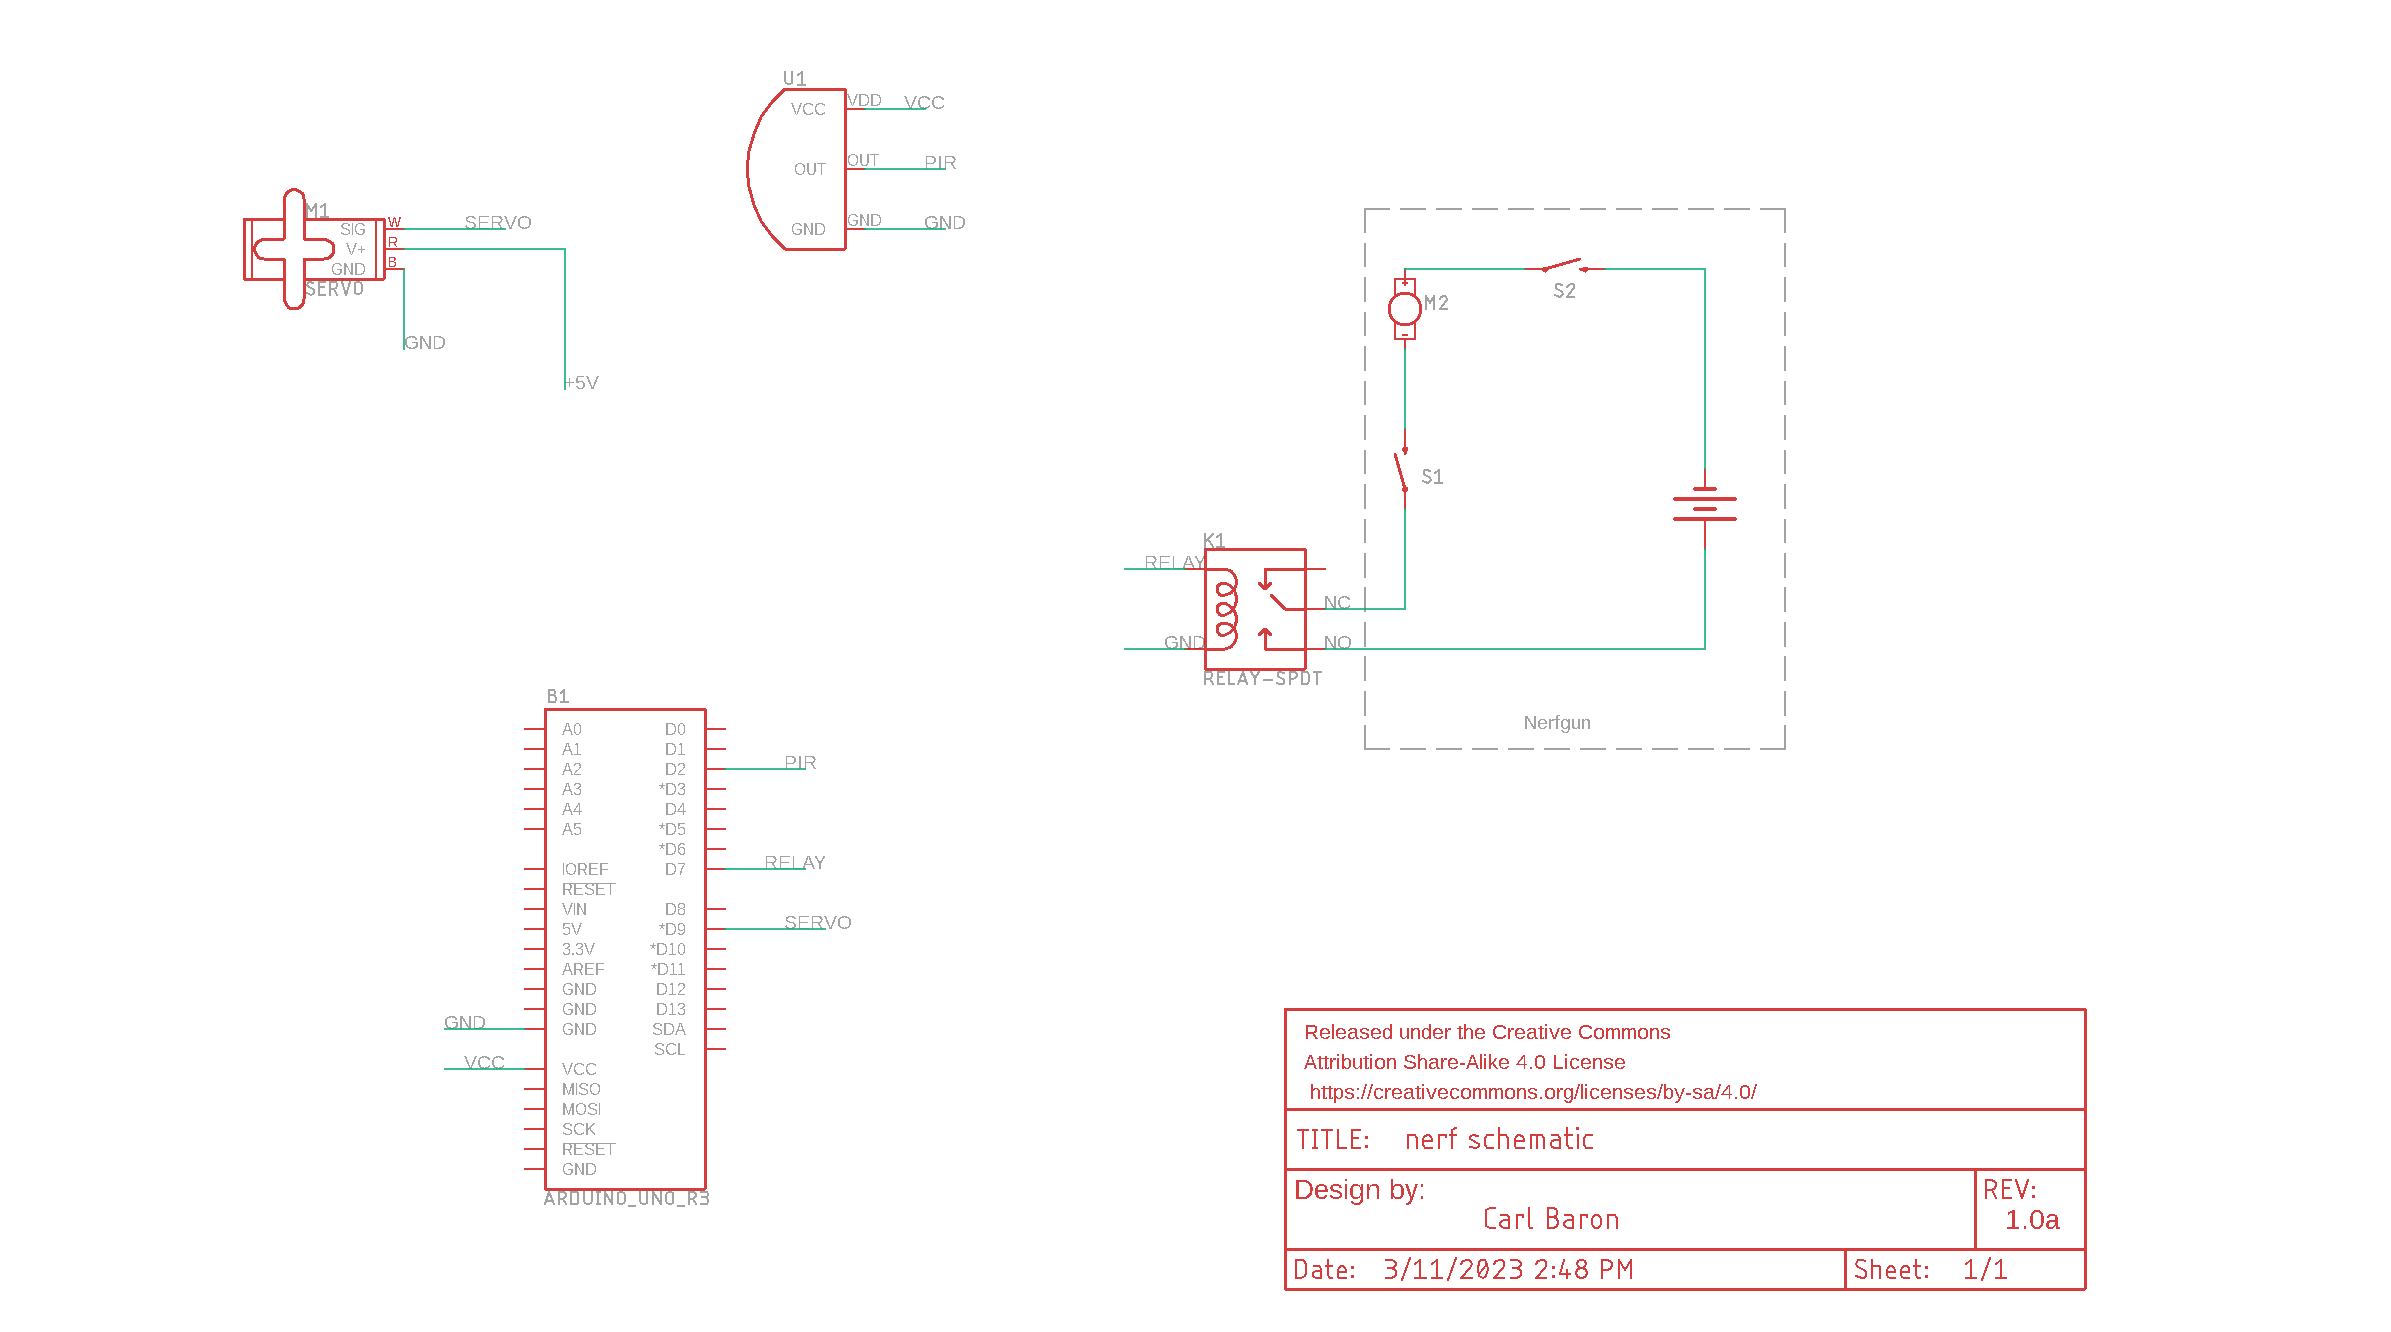 U1
VCC
VDD
VCC
OUT
OUT
PIR
GND
GND
GND
M1
SIG
W
SERVO
V+
R
GND
B
SERVO
GND
+5V
M2
+
-
S2
S1
K1
RELAY
NC
GND
NO
RELAY-SPDT
Nerfgun
B1
A0
D0
A1
D1
A2
D2
PIR
A3
*D3
A4
D4
A5
*D5
*D6
IOREF
D7
RELAY
RESET
VIN
D8
5V
*D9
SERVO
3.3V
*D10
AREF
*D11
GND
D12
GND
D13
GND
GND
SDA
SCL
VCC
VCC
MISO
MOSI
SCK
RESET
GND
ARDUINO_UNO_R3
Released under the Creative Commons
Attribution Share-Alike 4.0 License
https://creativecommons.org/licenses/by-sa/4.0/
TITLE: nerf schematic
Design by:
Carl Baron
REV:
1.0a
Date: 3/11/2023 2:48 PM
Sheet: 1/1